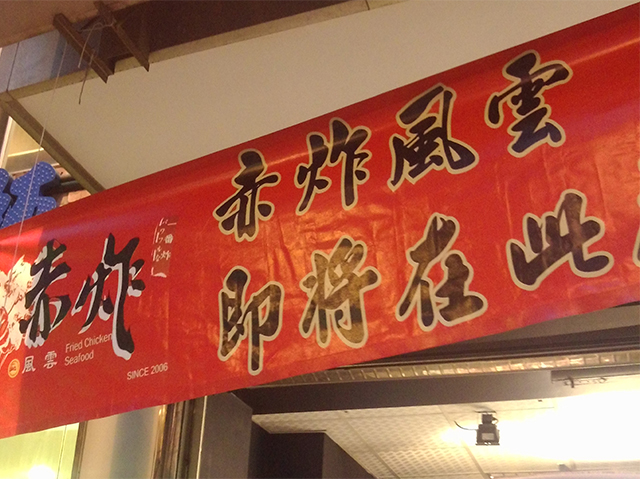 赤炸風雲
即將在此
赤炸
風雲
Fried Chicken
Seafood
SINCE 2006